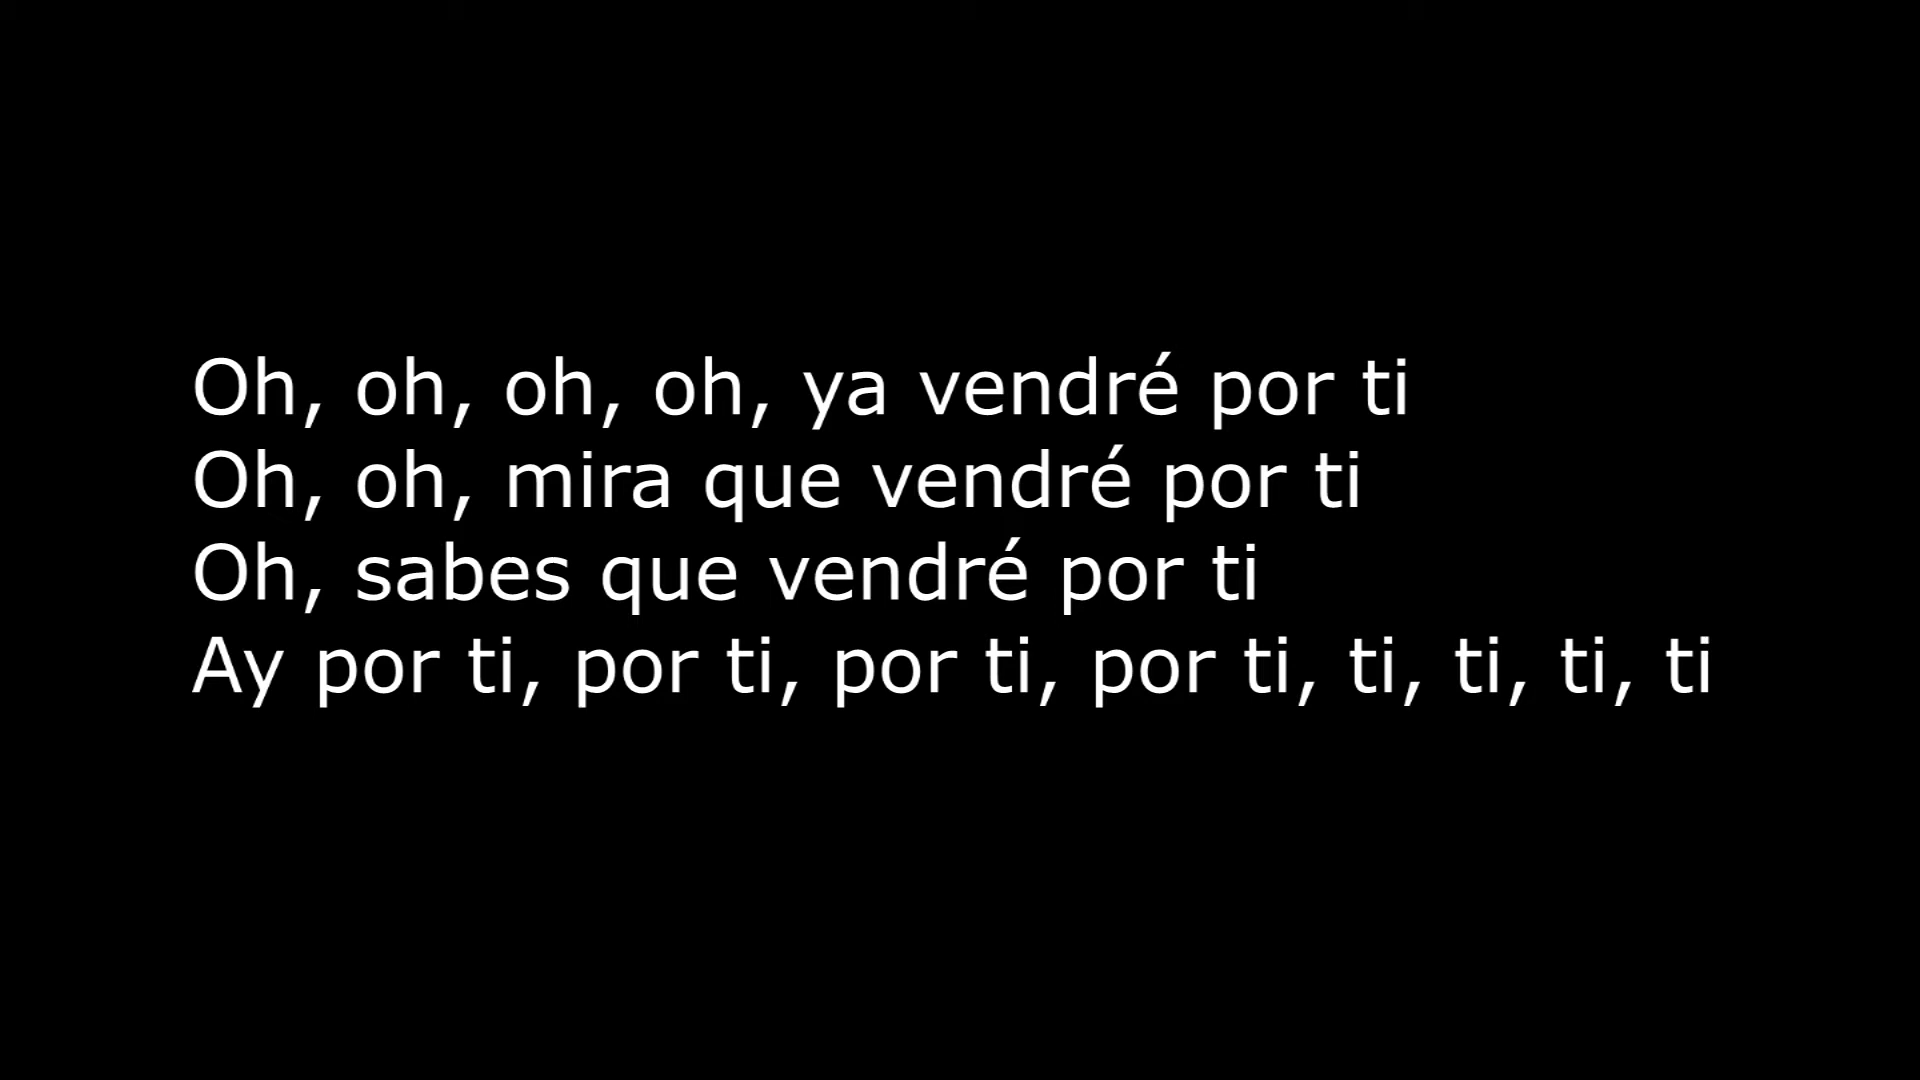 Oh, oh, oh, oh, ya vendré por ti
Oh, oh, mira que vendré por ti
Oh, sabes que vendré por ti
Ay por ti, por ti, por ti, por ti, ti, ti, ti, ti